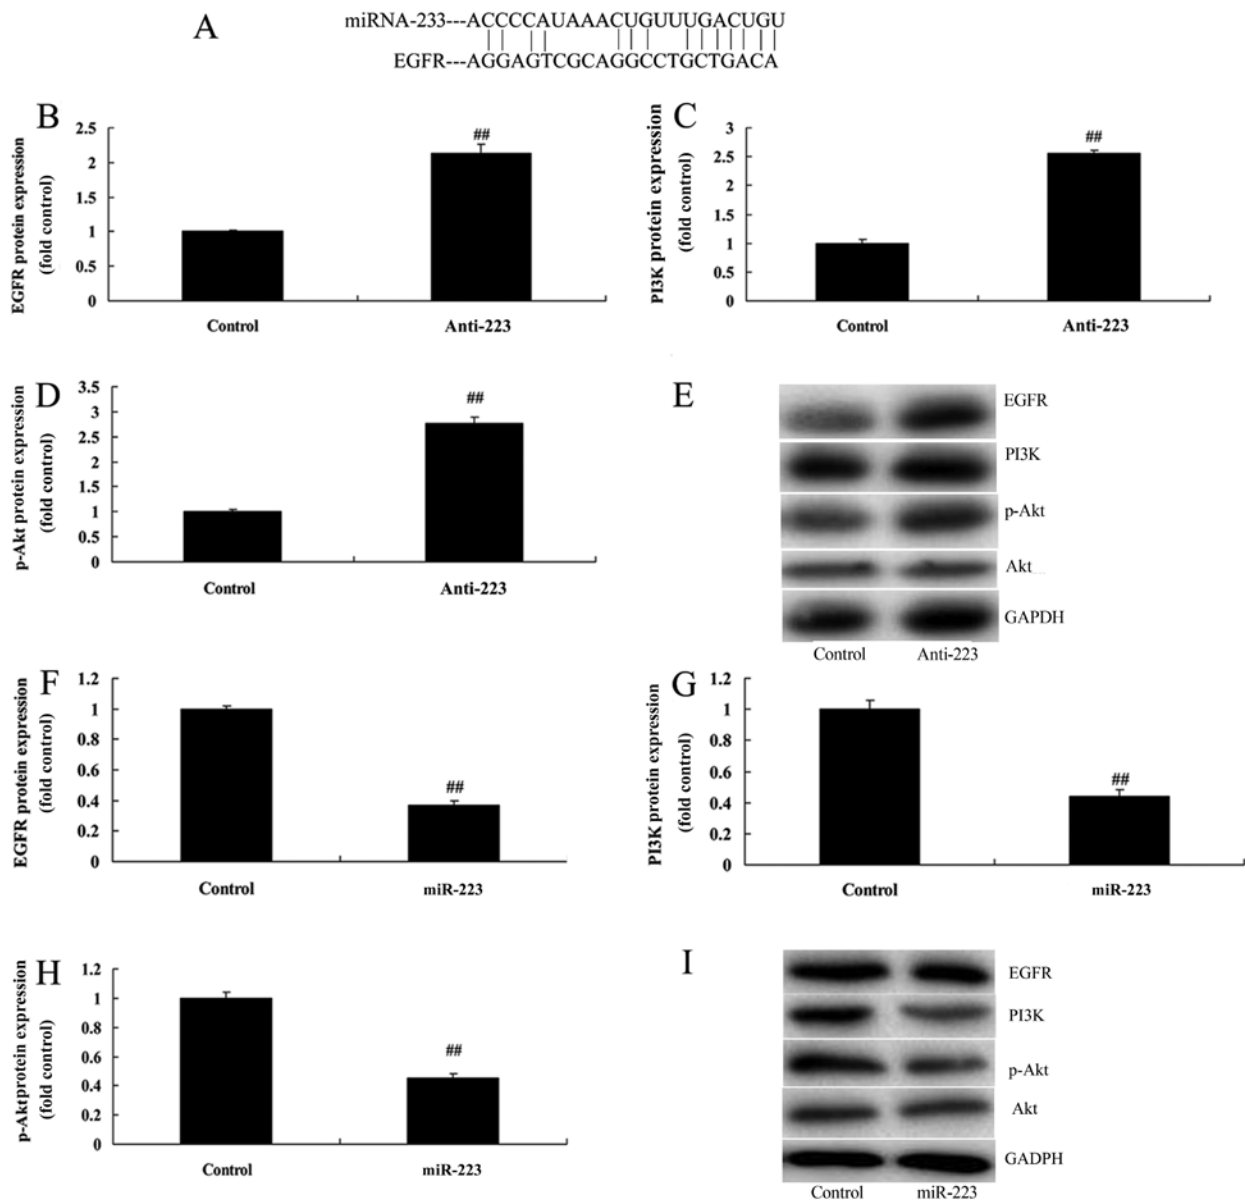 A
miRNA-233---ACCCCAUAAACUGUUUGACUGU
EGFR---AGGAGTCGCAGGCCTGCTGACA
B
EGFR protein expression
(fold control)
2.5
2
1.5
1
0.5
0
##
Control
Anti-223
C
PI3K protein expression
(fold control)
3
2.5
2
1.5
1
0.5
0
##
Control
Anti-223
D
p-Akt protein expression
(fold control)
3.5
3
2.5
2
1.5
1
0.5
0
##
Control
Anti-223
E
EGFR
PI3K
p-Akt
Akt
GAPDH
Control
Anti-223
F
EGFR protein expression
(fold control)
1.2
1
0.8
0.6
0.4
0.2
0
##
Control
miR-223
G
PI3K protein expression
(fold control)
1.2
1
0.8
0.6
0.4
0.2
0
##
Control
miR-223
H
p-Aktprotein expression
(fold control)
1.2
1
0.8
0.6
0.4
0.2
0
##
Control
miR-223
I
EGFR
PI3K
p-Akt
Akt
GADPH
Control
miR-223